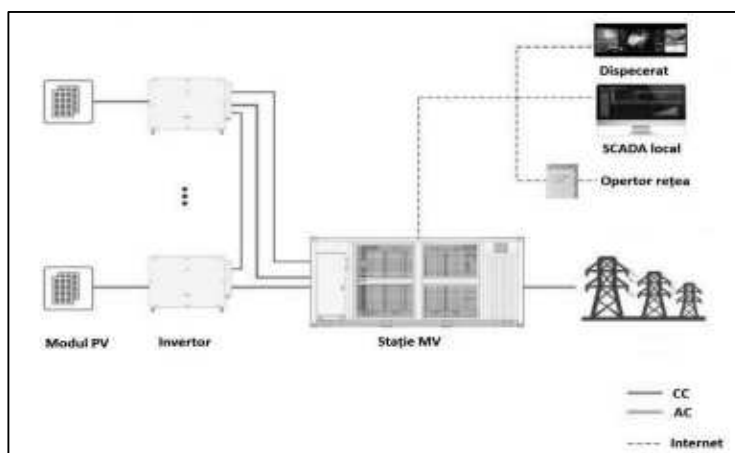 Dispecerat
SCADA local
Opertor rețea
Modul PV
Invertor
Stație MV
CC
AC
Internet